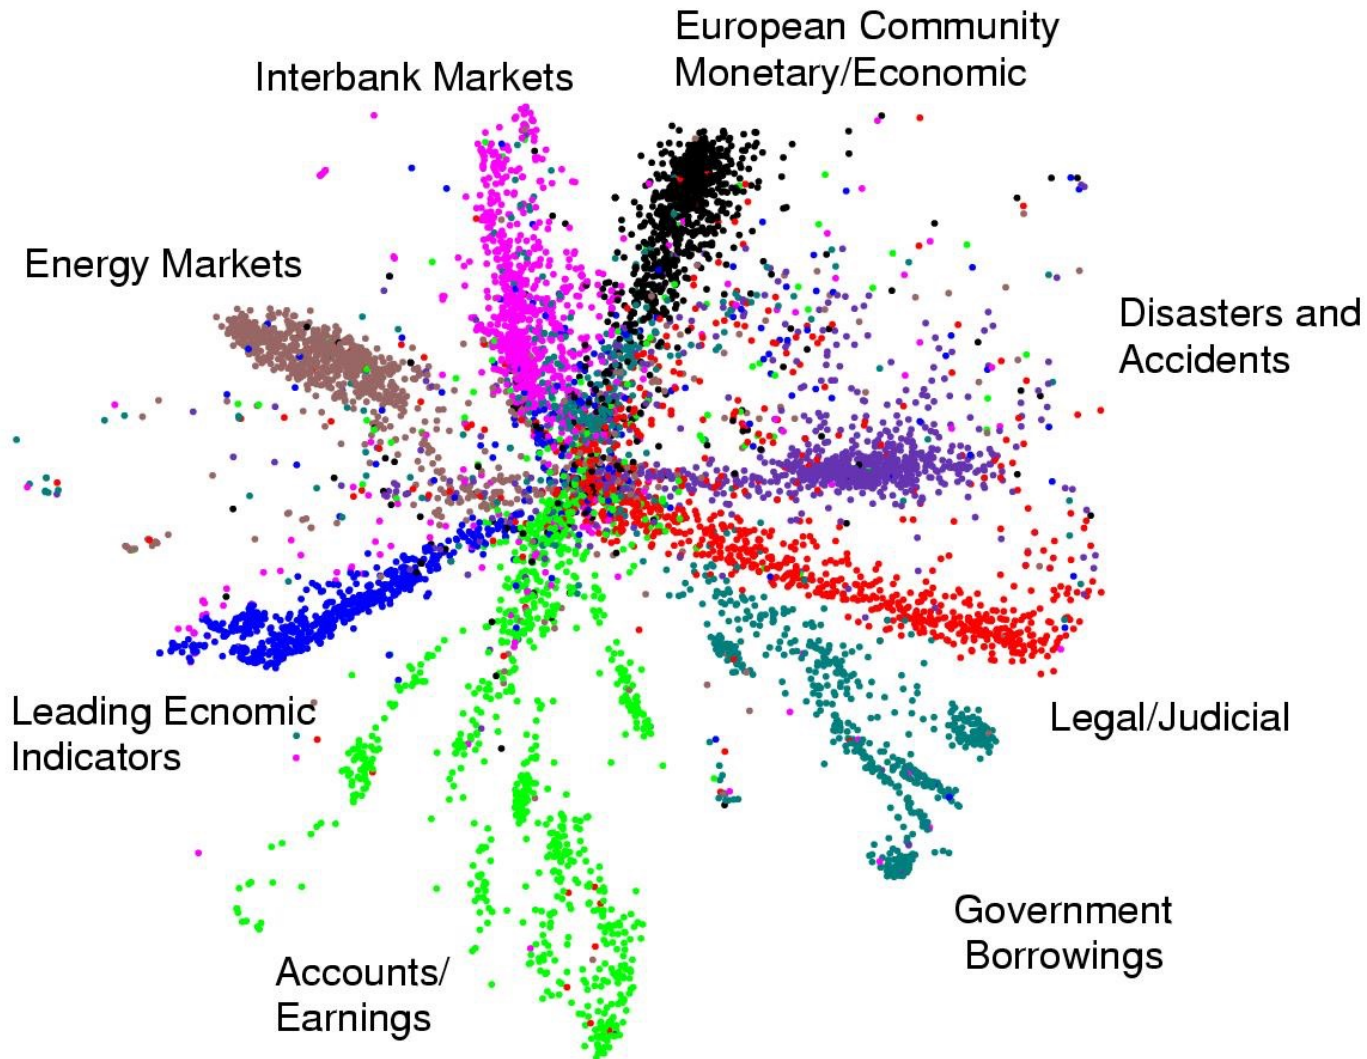 European Community
Monetary/Economic
Interbank Markets
Energy Markets
Disasters and
Accidents
Leading Ecnomic
Indicators
Legal/Judicial
Government
Borrowings
Accounts/
Earnings